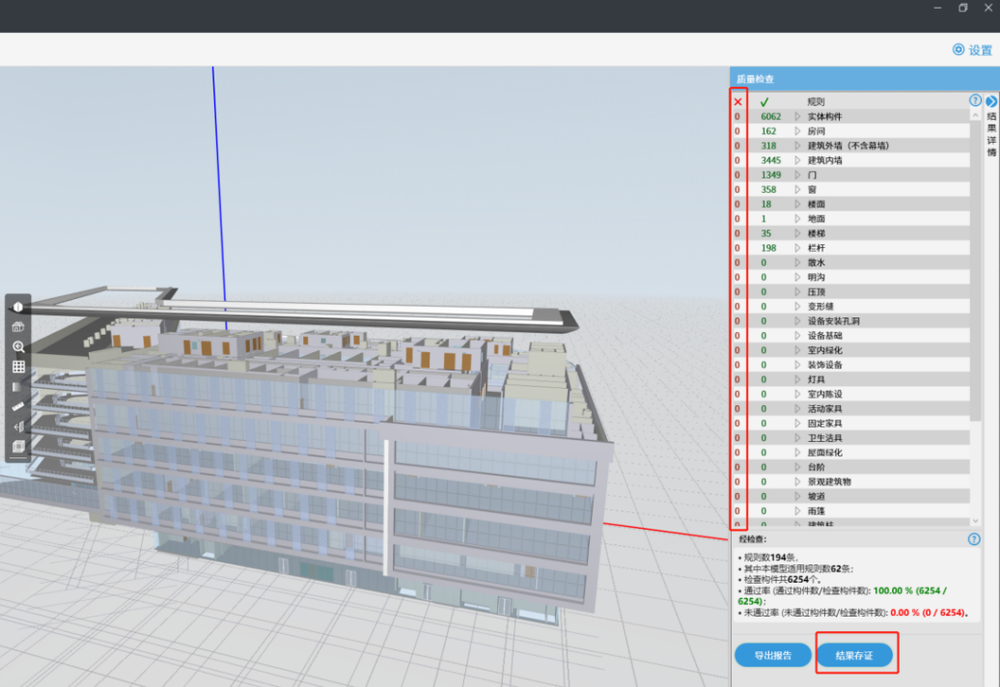 设置
质量检查
规则
结果详情
0 6062 实体构件
0 162 房间
0 318 建筑外墙（不含幕墙）
0 3445 建筑内墙
0 1349 门
0 358 窗
0 18 楼面
0 1 地面
0 35 楼梯
0 198 栏杆
0 0 散水
0 0 明沟
0 0 压顶
0 0 变形缝
0 0 设备安装孔洞
0 0 设备基础
0 0 室内绿化
0 0 装饰设备
0 0 灯具
0 0 室内陈设
0 0 活动家具
0 0 固定家具
0 0 卫生洁具
0 0 屋面绿化
0 0 台阶
0 0 景观建筑物
0 0 坡道
0 0 雨篷
0 0 建筑柱
经检查：
• 规则数194条，
• 其中本模型适用规则数62条；
• 检查构件共6254个。
• 通过率 (通过构件数/检查构件数): 100.00 % (6254 /
6254)；
• 未通过率 (未通过构件数/检查构件数): 0.00 % (0 / 6254)。
导出报告
结果存证